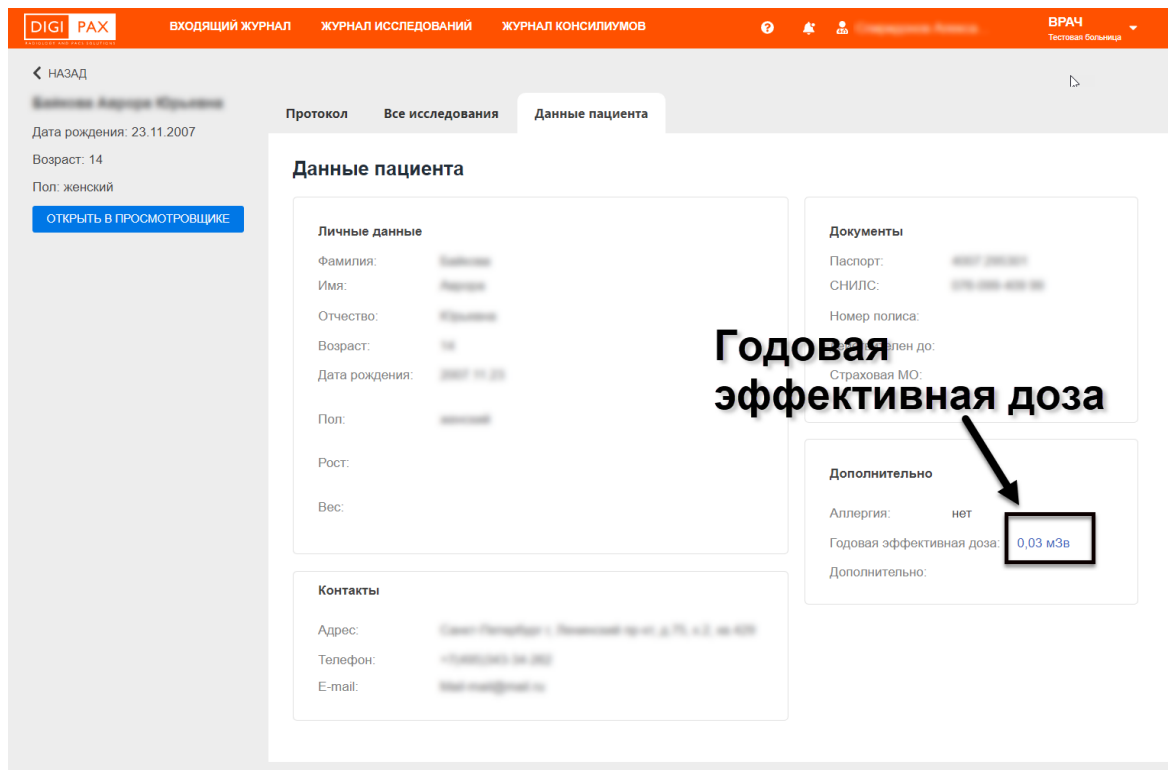 DIGI PAX
RADIOLOGY AND PACS SOLUTIONS
ВХОДЯЩИЙ ЖУРНАЛ ЖУРНАЛ ИССЛЕДОВАНИЙ ЖУРНАЛ КОНСИЛИУМОВ
ВРАЧ
Тестовая больница
НАЗАД
Дата рождения: 23.11.2007
Возраст: 14
Пол: женский
ОТКРЫТЬ В ПРОСМОТРОВЩИКЕ
Протокол Все исследования Данные пациента
Данные пациента
Личные данные
Фамилия:
Имя:
Отчество:
Возраст:
Дата рождения:
Пол:
Рост:
Вес:
Контакты
Адрес:
Телефон:
E-mail:
Документы
Паспорт:
СНИЛС:
Номер полиса:
до:
Страховая МО:
Годовая
эффективная доза
Дополнительно
Аллергия: нет
Годовая эффективная доза: 0,03 мЗв
Дополнительно: